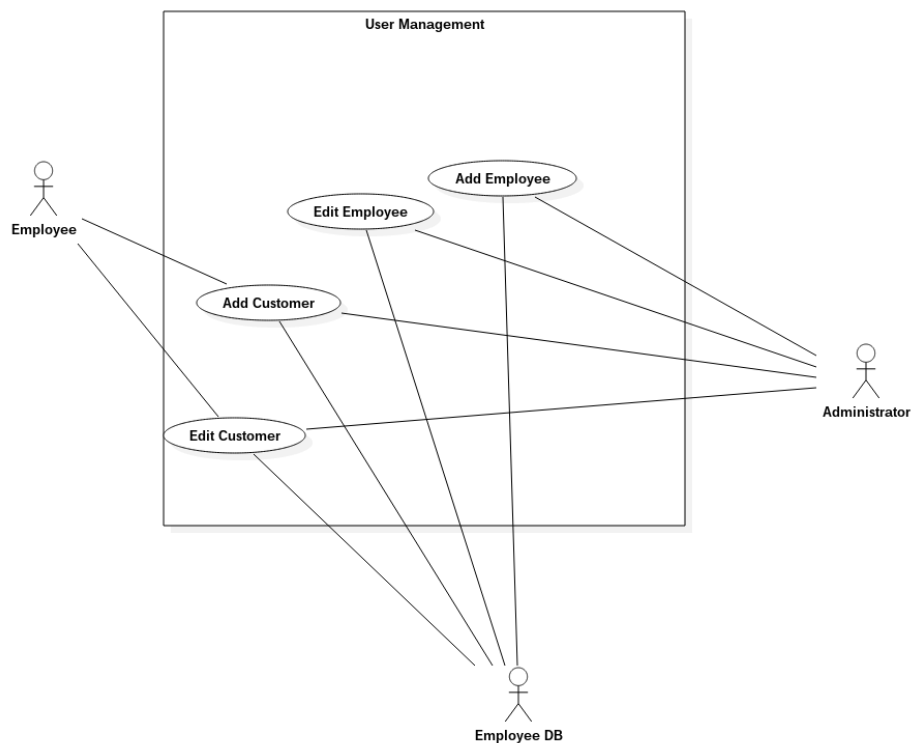 User Management
Add Employee
Edit Employee
Employee
Add Customer
Administrator
Edit Customer
Employee DB